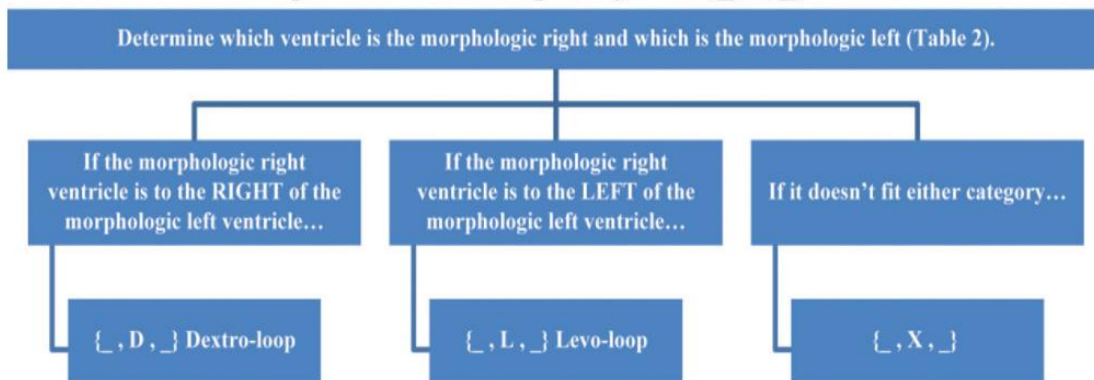 Determine which ventricle is the morphologic right and which is the morphologic left (Table 2).
If the morphologic right
ventricle is to the RIGHT of the
morphologic left ventricle…
If the morphologic right
ventricle is to the LEFT of the
morphologic left ventricle…
If it doesn’t fit either category…
{_ , D , _} Dextro-loop
{_ , L , _} Levo-loop
{_ , X , _}